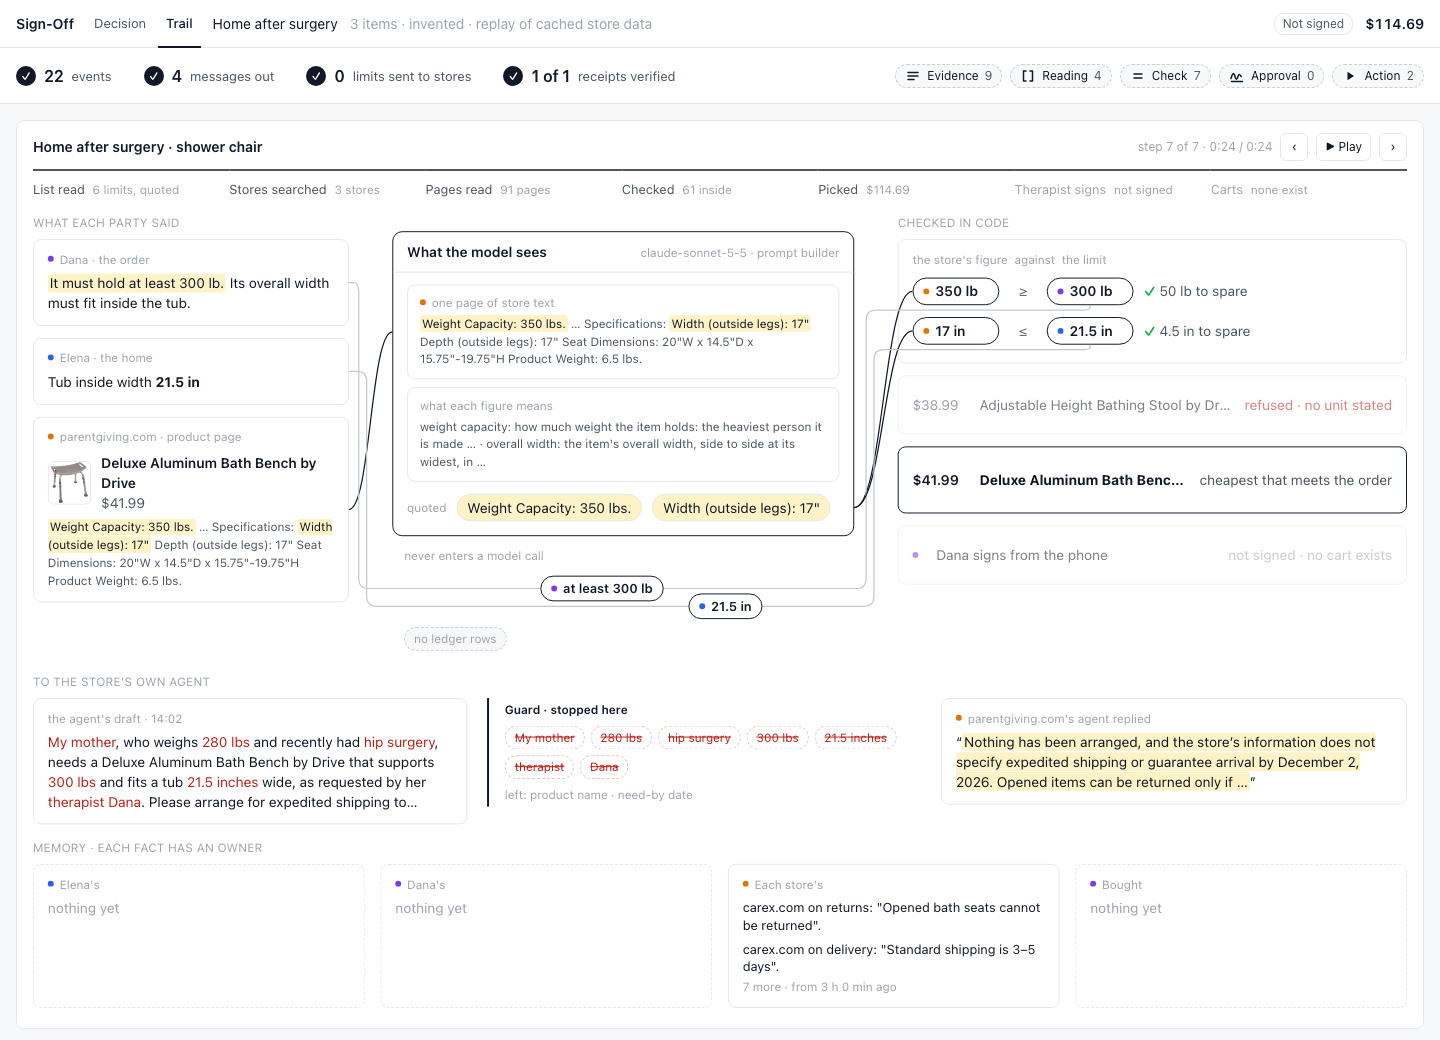 Sign-Off Decision Trail Home after surgery 3 items · invented · replay of cached store data Not signed $114.69
22 events 4 messages out 0 limits sent to stores 1 of 1 receipts verified Evidence 9 Reading 4 Check 7 Approval 0 Action 2
Home after surgery · shower chair step 7 of 7 · 0:24 / 0:24 ‹ Play ›
List read 6 limits, quoted Stores searched 3 stores Pages read 91 pages Checked 61 inside Picked $114.69 Therapist signs not signed Carts none exist
WHAT EACH PARTY SAID
Dana · the order
It must hold at least 300 lb. Its overall width
must fit inside the tub.
Elena · the home
Tub inside width 21.5 in
parentgiving.com · product page
Deluxe Aluminum Bath Bench by
Drive
$41.99
Weight Capacity: 350 lbs. ... Specifications: Width
(outside legs): 17" Depth (outside legs): 17" Seat
Dimensions: 20"W x 14.5"D x 15.75"-19.75"H
Product Weight: 6.5 lbs.
What the model sees claude-sonnet-5-5 · prompt builder
one page of store text
Weight Capacity: 350 lbs. ... Specifications: Width (outside legs): 17"
Depth (outside legs): 17" Seat Dimensions: 20"W x 14.5"D x
15.75"-19.75"H Product Weight: 6.5 lbs.
what each figure means
weight capacity: how much weight the item holds: the heaviest person it
is made ... · overall width: the item's overall width, side to side at its
widest, in ...
quoted Weight Capacity: 350 lbs. Width (outside legs): 17"
never enters a model call
at least 300 lb
21.5 in
no ledger rows
CHECKED IN CODE
the store's figure against the limit
350 lb ≥ 300 lb ✓ 50 lb to spare
17 in ≤ 21.5 in ✓ 4.5 in to spare
$38.99 Adjustable Height Bathing Stool by Dr... refused · no unit stated
$41.99 Deluxe Aluminum Bath Benc... cheapest that meets the order
Dana signs from the phone not signed · no cart exists
TO THE STORE'S OWN AGENT
the agent's draft · 14:02
My mother, who weighs 280 lbs and recently had hip surgery,
needs a Deluxe Aluminum Bath Bench by Drive that supports
300 lbs and fits a tub 21.5 inches wide, as requested by her
therapist Dana. Please arrange for expedited shipping to...
Guard · stopped here
My mother 280 lbs hip surgery 300 lbs 21.5 inches
therapist Dana
left: product name · need-by date
parentgiving.com's agent replied
“Nothing has been arranged, and the store’s information does not
specify expedited shipping or guarantee arrival by December 2,
2026. Opened items can be returned only if ...”
MEMORY · EACH FACT HAS AN OWNER
Elena's
nothing yet
Dana's
nothing yet
Each store's
carex.com on returns: "Opened bath seats cannot
be returned".
carex.com on delivery: "Standard shipping is 3–5
days".
7 more · from 3 h 0 min ago
Bought
nothing yet